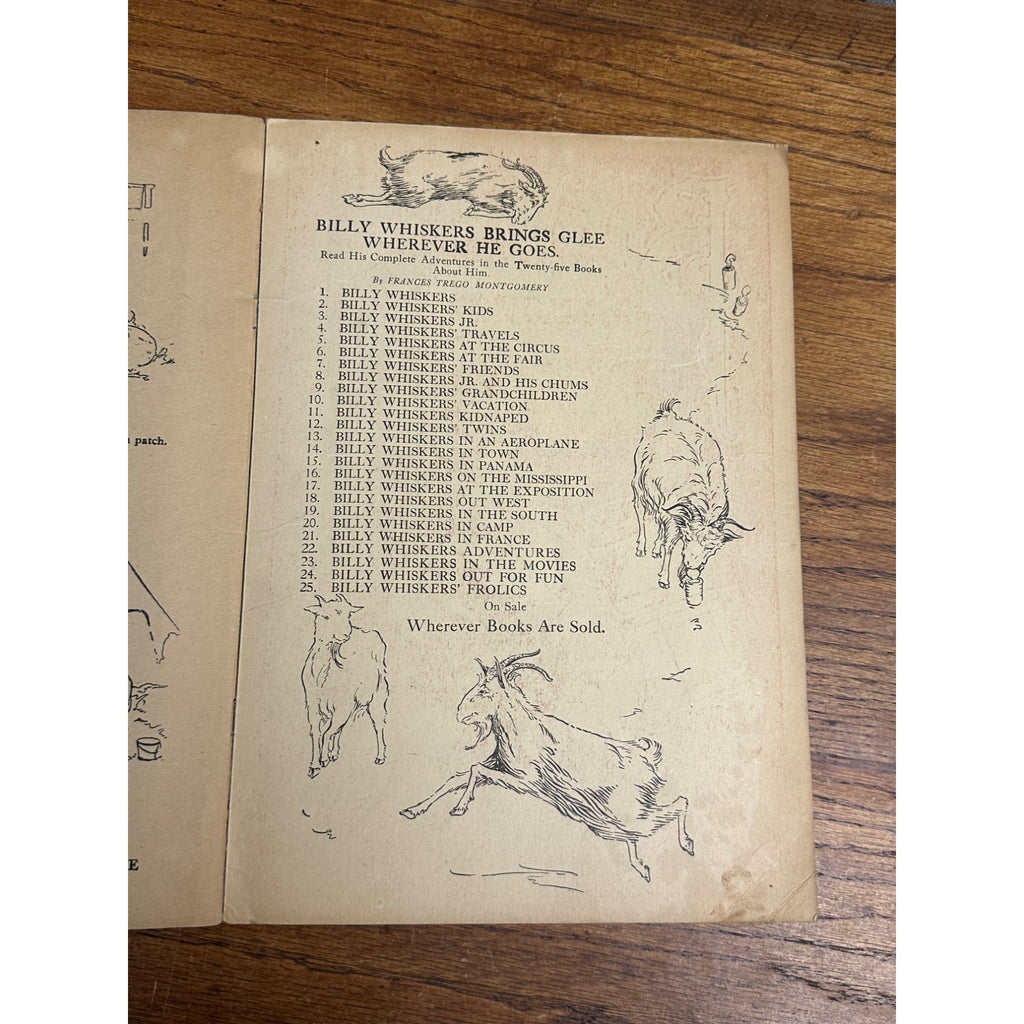 patch.
E
BILLY WHISKERS BRINGS GLEE
WHEREVER HE GOES.
Read His Complete Adventures in the Twenty-five Books
About Him.
By FRANCES TREGO MONTGOMERY
1. BILLY WHISKERS
2. BILLY WHISKERS' KIDS
3. BILLY WHISKERS JR.
4. BILLY WHISKERS' TRAVELS
5. BILLY WHISKERS AT THE CIRCUS
6. BILLY WHISKERS AT THE FAIR
7. BILLY WHISKERS' FRIENDS
8. BILLY WHISKERS JR. AND HIS CHUMS
9. BILLY WHISKERS' GRANDCHILDREN
10. BILLY WHISKERS' VACATION
11. BILLY WHISKERS KIDNAPED
12. BILLY WHISKERS' TWINS
13. BILLY WHISKERS IN AN AEROPLANE
14. BILLY WHISKERS IN TOWN
15. BILLY WHISKERS IN PANAMA
16. BILLY WHISKERS ON THE MISSISSIPPI
17. BILLY WHISKERS AT THE EXPOSITION
18. BILLY WHISKERS OUT WEST
19. BILLY WHISKERS IN THE SOUTH
20. BILLY WHISKERS IN CAMP
21. BILLY WHISKERS IN FRANCE
22. BILLY WHISKERS ADVENTURES
23. BILLY WHISKERS IN THE MOVIES
24. BILLY WHISKERS OUT FOR FUN
25. BILLY WHISKERS' FROLICS
On Sale
Wherever Books Are Sold.